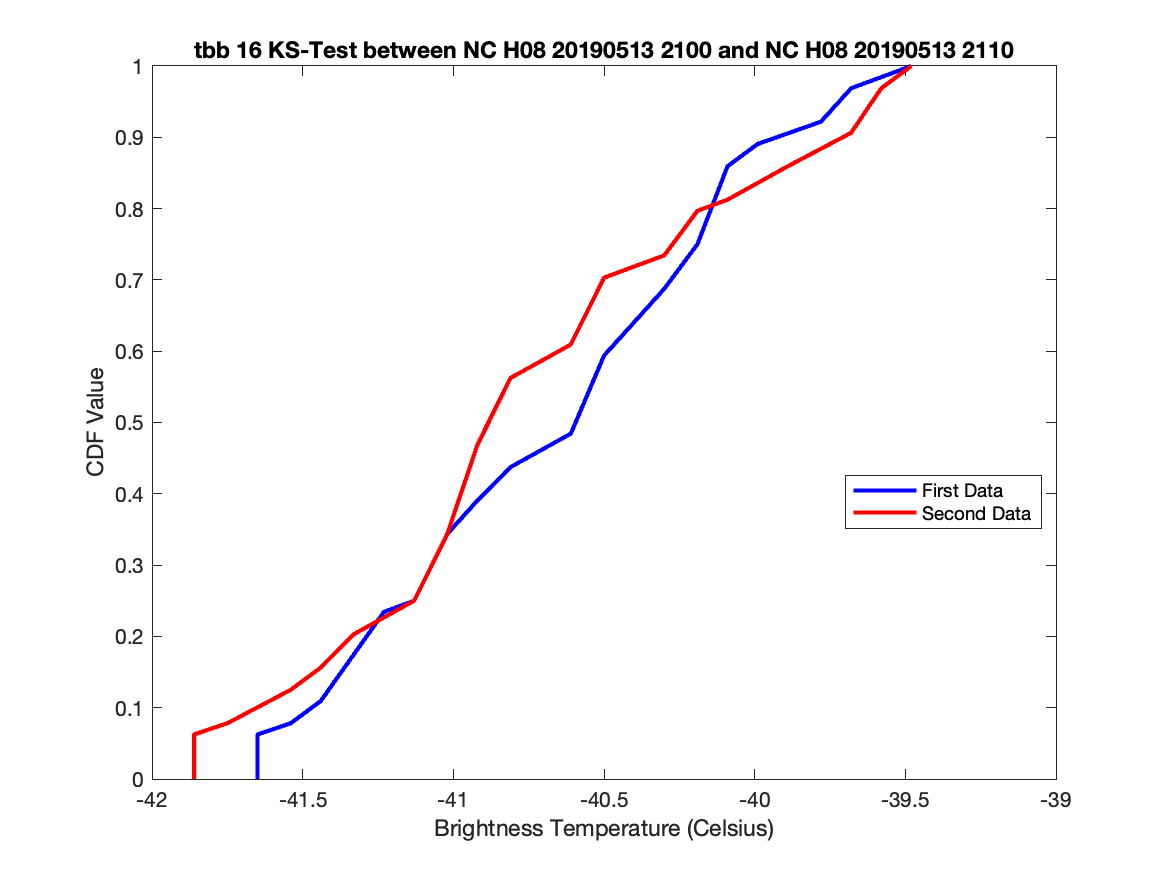 tbb 16 KS-Test between NC H08 20190513 2100 and NC H08 20190513 2110
1
0.9
0.8
0.7
0.6
0.5
0.4
0.3
0.2
0.1
0
CDF Value
First Data
Second Data
-42 -41.5 -41 -40.5 -40 -39.5 -39
Brightness Temperature (Celsius)